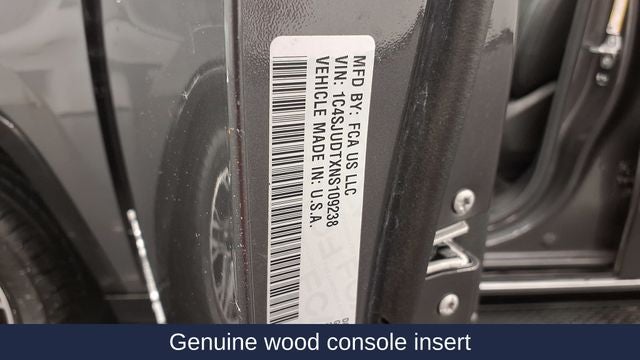 MFD BY: FCA US LLC
VIN: 1C4SJUDTXNS109238
VEHICLE MADE IN: U.S.A.
Genuine wood console insert